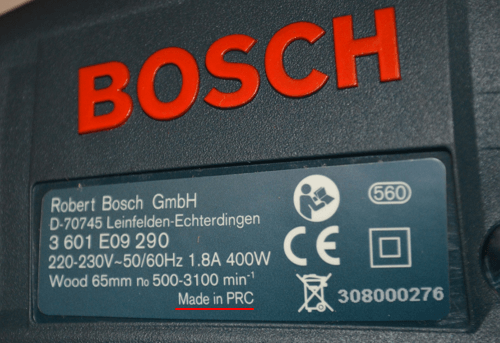 BOSCH
Robert Bosch GmbH
D-70745 Leinfelden-Echterdingen
3 601 E09 290
220-230V~50/60Hz 1.8A 400W
Wood 65mm n₀ 500-3100 min⁻¹
Made in PRC
560
CE
308000276